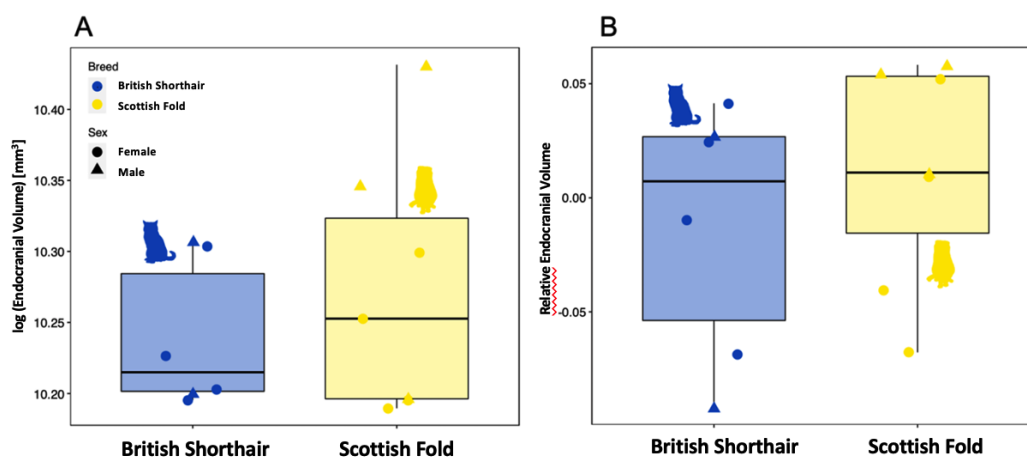 A
Breed
British Shorthair
Scottish Fold
Sex
Female
Male
log (Endocranial Volume) [mm³]
10.40
10.35
10.30
10.25
10.20
British Shorthair
Scottish Fold
B
Relative Endocranial Volume
0.05
0.00
-0.05
British Shorthair
Scottish Fold